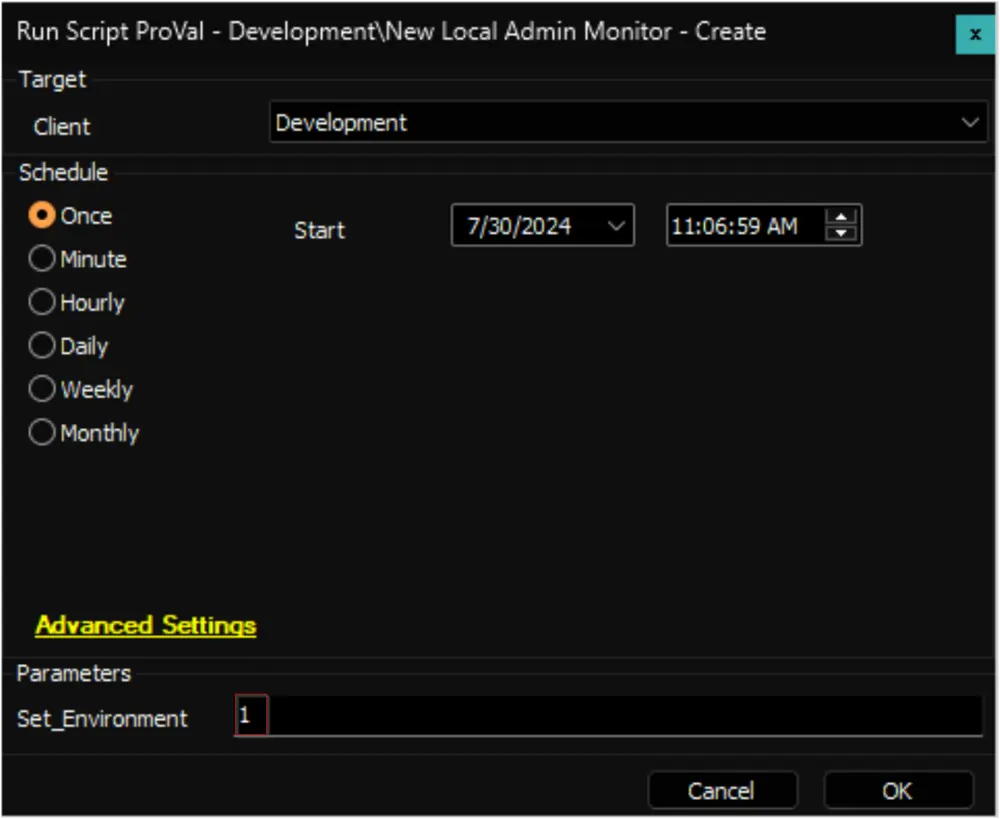 Run Script ProVal - Development\New Local Admin Monitor - Create
x
Target
Client Development
Schedule
Once
Start 7/30/2024 11:06:59 AM
Minute
Hourly
Daily
Weekly
Monthly
Advanced Settings
Parameters
Set_Environment 1
Cancel OK